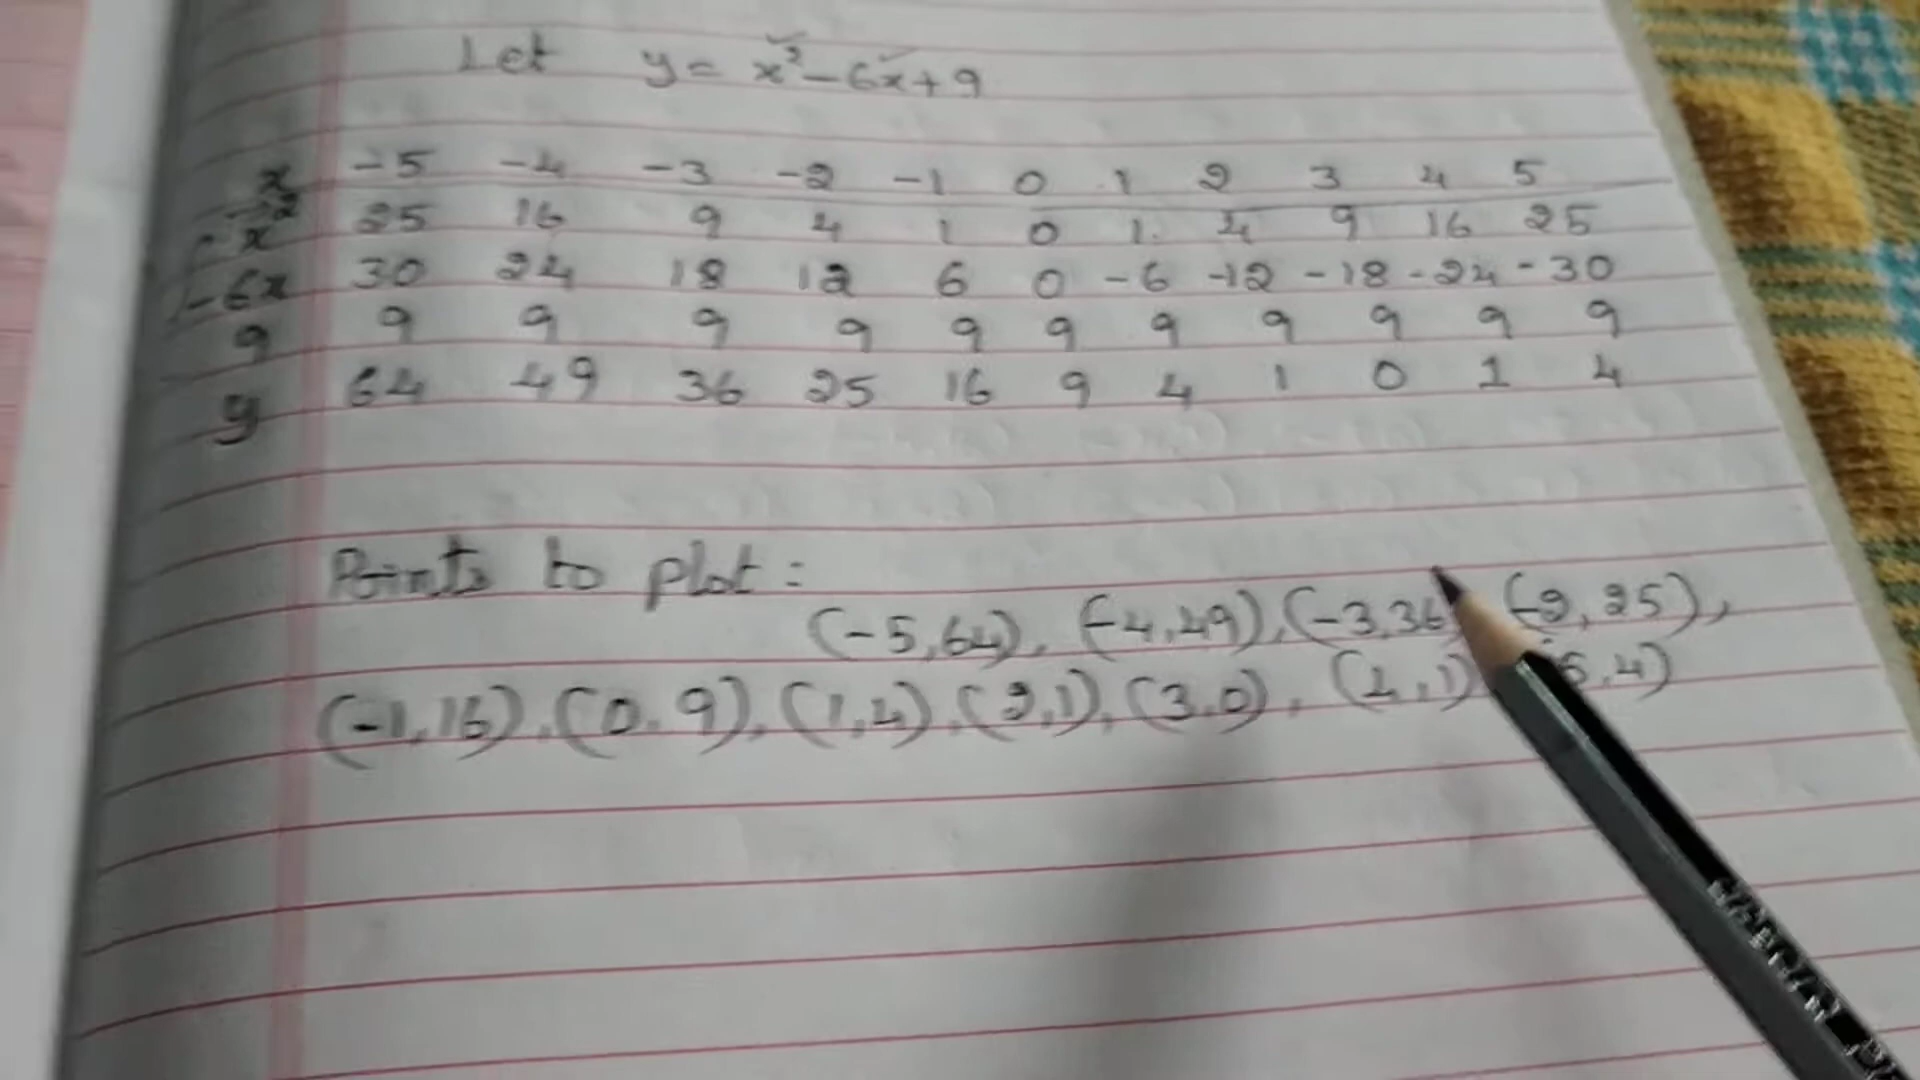 Let y = x² - 6x + 9
x -5 -4 -3 -2 -1 0 1 2 3 4 5
x² 25 16 9 4 1 0 1 4 9 16 25
-6x 30 24 18 12 6 0 -6 -12 -18 -24 -30
9 9 9 9 9 9 9 9 9 9 9 9
y 64 49 36 25 16 9 4 1 0 1 4
Points to plot :
(-5,64), (-4,49), (-3,36) (-2,25),
(-1,16), (0,9), (1,4), (2,1), (3,0), (4,1) 5,4)